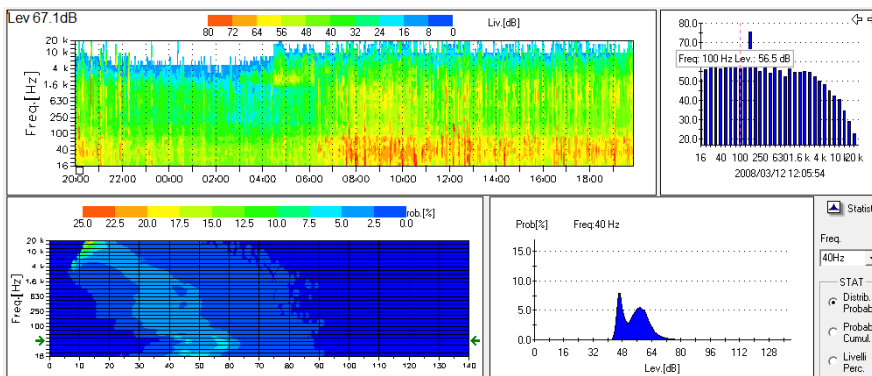 Lev 67.1dB
Liv.[dB]
80 72 64 56 48 40 32 24 16 8 0
Freq.[Hz]
20 k
10 k
4 k
1.6 k
630
250
100
40
16
20:00 22:00 00:00 02:00 04:00 06:00 08:00 10:00 12:00 14:00 16:00 18:00
80.0
70.0
Freq: 100 Hz Lev.: 56.5 dB
50.0
40.0
30.0
20.0
16 40 100 250 630 1.6 k 4 k 10 k 20 k
2008/03/12 12:05:54
rob.[%]
25.0 22.5 20.0 17.5 15.0 12.5 10.0 7.5 5.0 2.5 0.0
Freq.[Hz]
20 k
10 k
4 k
1,6 k
630
250
100
40
16
0 10 20 30 40 50 60 70 80 90 100 110 120 130 140
Prob[%] Freq:40 Hz
15.0
10.0
5.0
0.0
0 16 32 48 64 80 96 112 128
Lev.[dB]
Statist
Freq.
40Hz
STAT
Distrib.
Probab
Probab
Cumul.
Livelli
Perc.